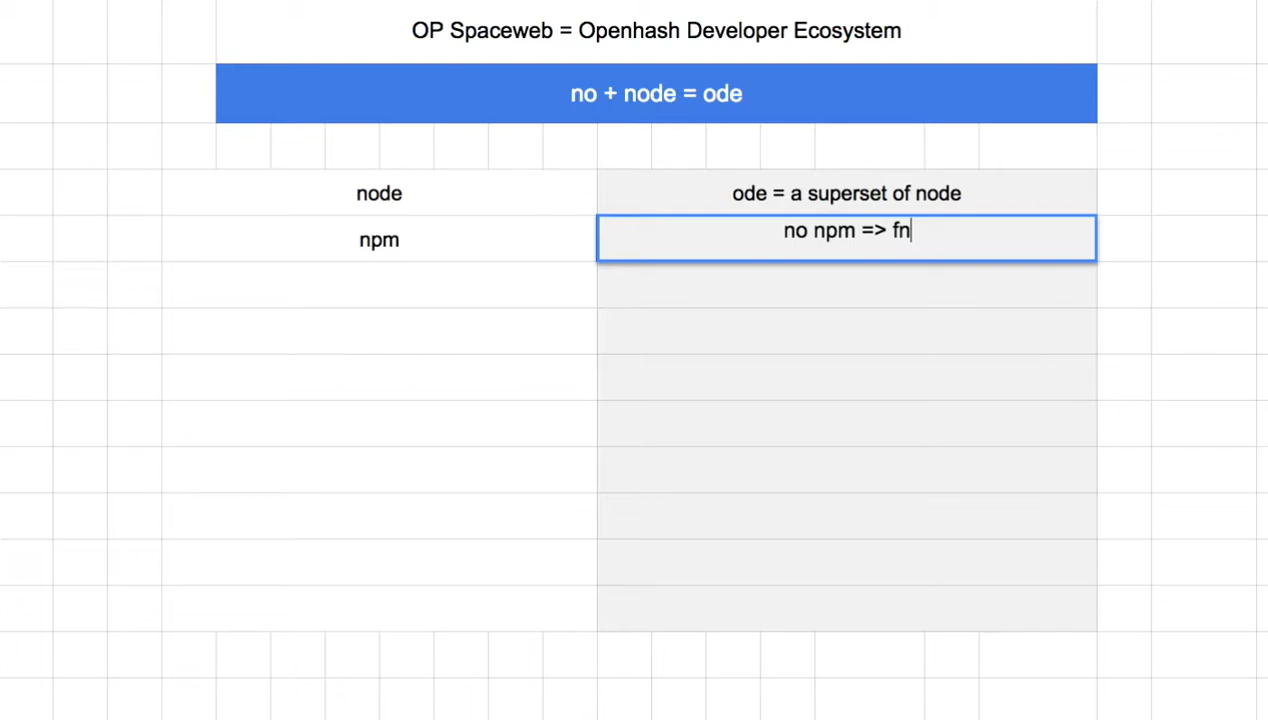 OP Spaceweb = Openhash Developer Ecosystem
no + node = ode
node
ode = a superset of node
npm
no npm => fn